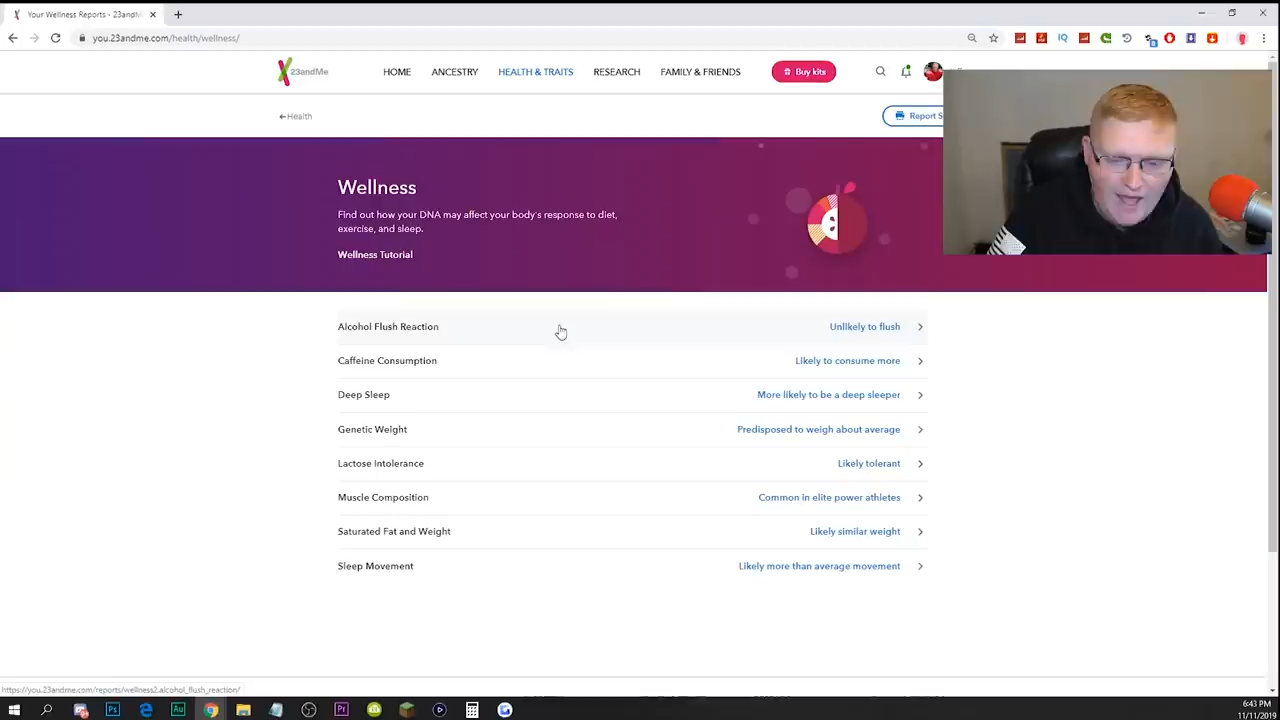 Your Wellness Reports - 23andM
you.23andme.com/health/wellness/
23andMe
HOME
ANCESTRY
HEALTH & TRAITS
RESEARCH
FAMILY & FRIENDS
Buy kits
Health
Report S
Wellness
Find out how your DNA may affect your body's response to diet,
exercise, and sleep.
Wellness Tutorial
Alcohol Flush Reaction Unlikely to flush
Caffeine Consumption Likely to consume more
Deep Sleep More likely to be a deep sleeper
Genetic Weight Predisposed to weigh about average
Lactose Intolerance Likely tolerant
Muscle Composition Common in elite power athletes
Saturated Fat and Weight Likely similar weight
Sleep Movement Likely more than average movement
https://you.23andme.com/reports/wellness2.alcohol_flush_reaction/
6:43 PM
11/11/2019